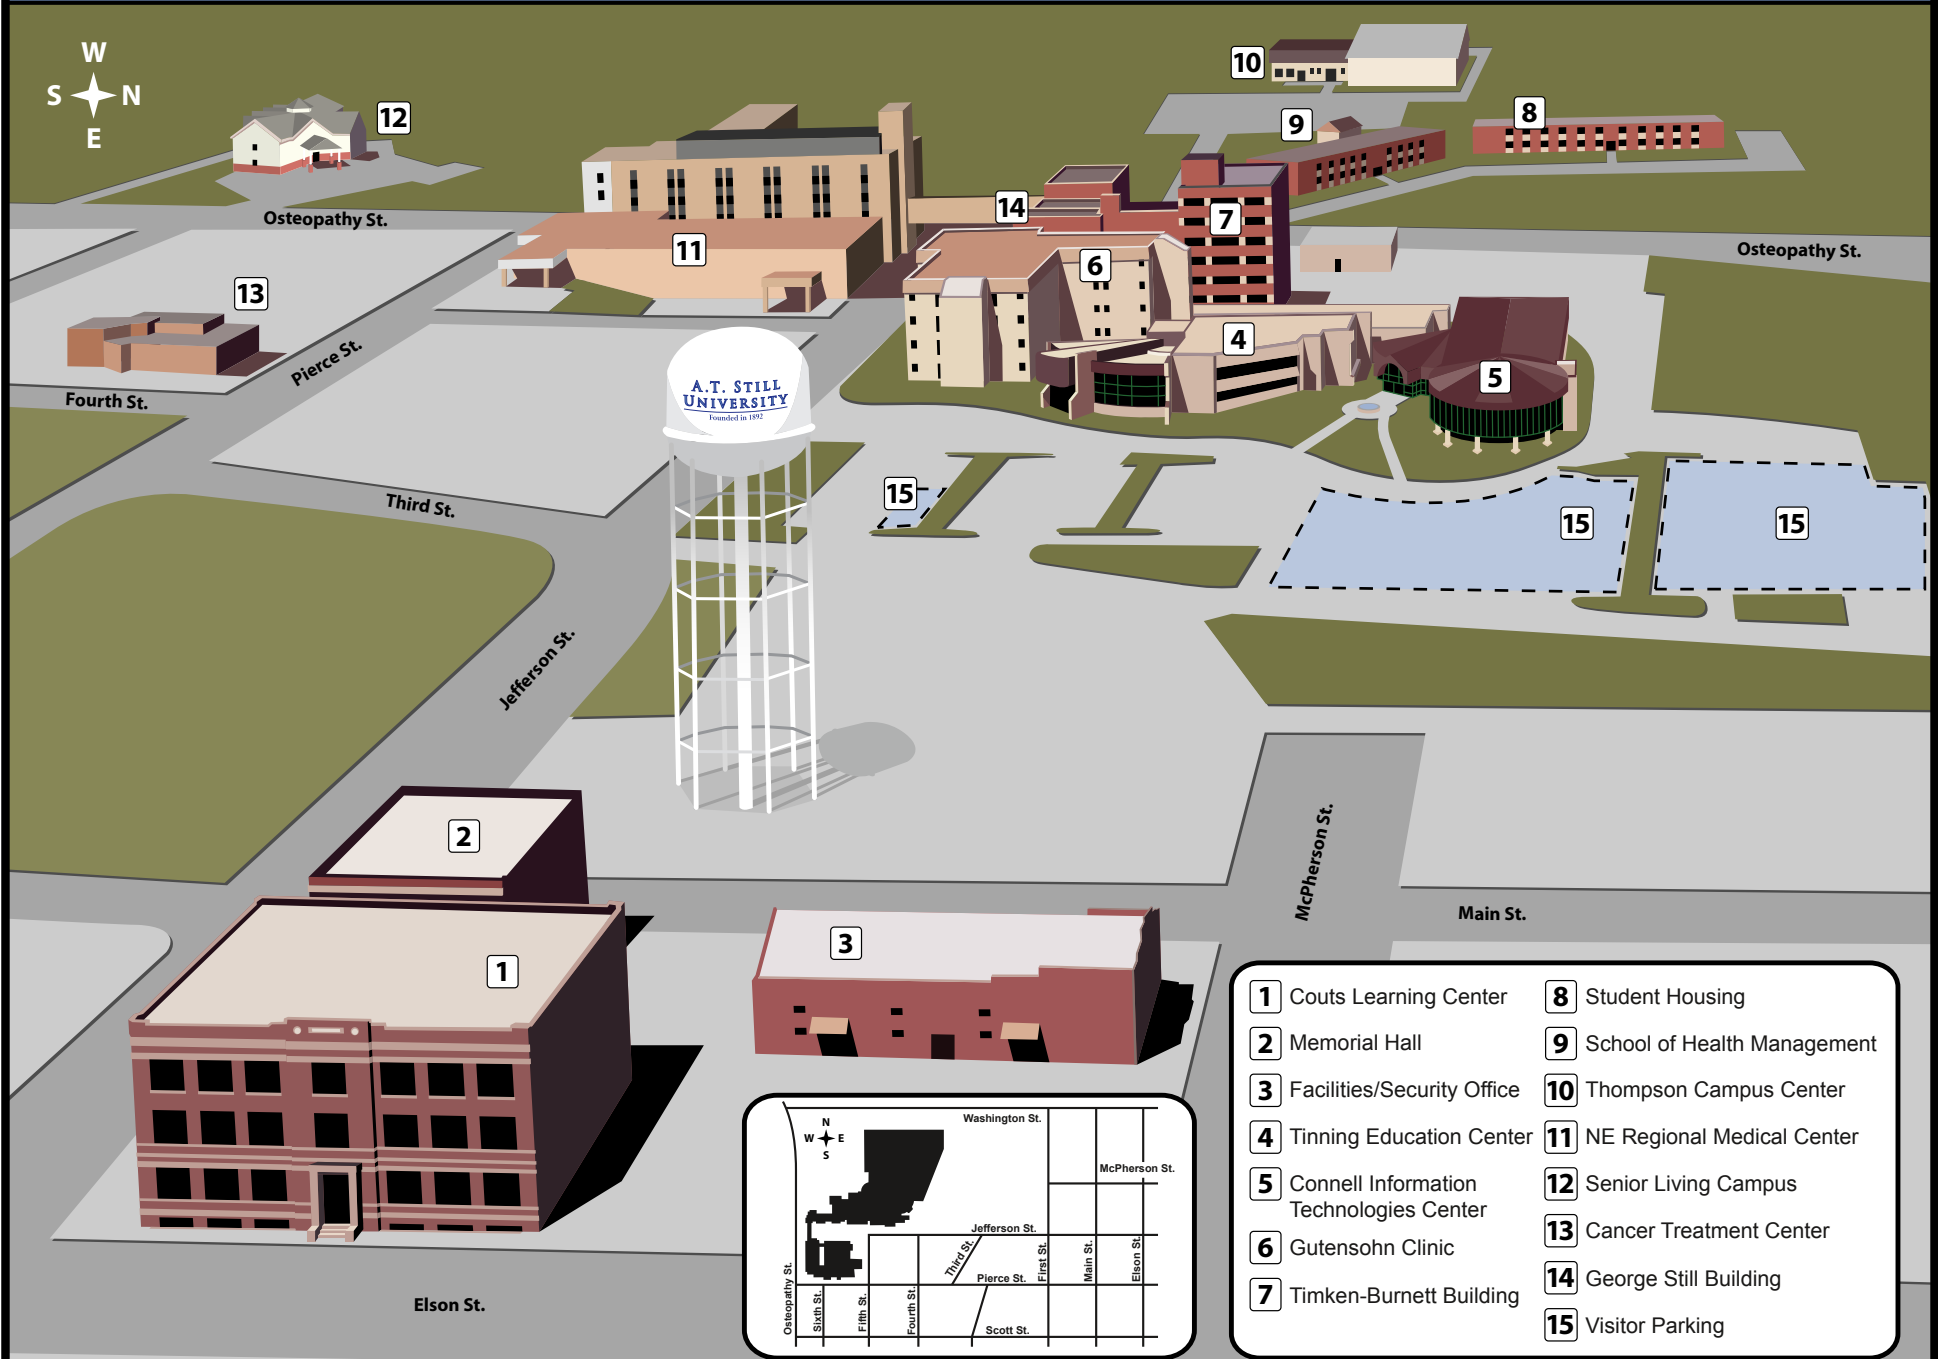 W
S N
E
12
10
8
9
14
7
Osteopathy St.
11
6
Osteopathy St.
13
4
Pierce St.
5
Fourth St.
A.T. STILL
UNIVERSITY
Founded in 1892
15
Third St.
15
15
Jefferson St.
2
McPherson St.
Main St.
3
1
Elson St.
N
W E
S
Washington St.
McPherson St.
Jefferson St.
Third St.
First St.
Main St.
Elson St.
Pierce St.
Osteopathy St.
Sixth St.
Fifth St.
Fourth St.
Scott St.
1 Couts Learning Center
2 Memorial Hall
3 Facilities/Security Office
4 Tinning Education Center
5 Connell Information
Technologies Center
6 Gutensohn Clinic
7 Timken-Burnett Building
8 Student Housing
9 School of Health Management
10 Thompson Campus Center
11 NE Regional Medical Center
12 Senior Living Campus
13 Cancer Treatment Center
14 George Still Building
15 Visitor Parking